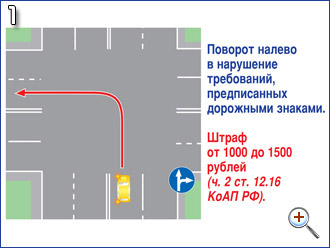 1
Поворот налево
в нарушение
требований,
предписанных
дорожными знаками.
Штраф
от 1000 до 1500
рублей
(ч. 2 ст. 12.16
КоАП РФ).